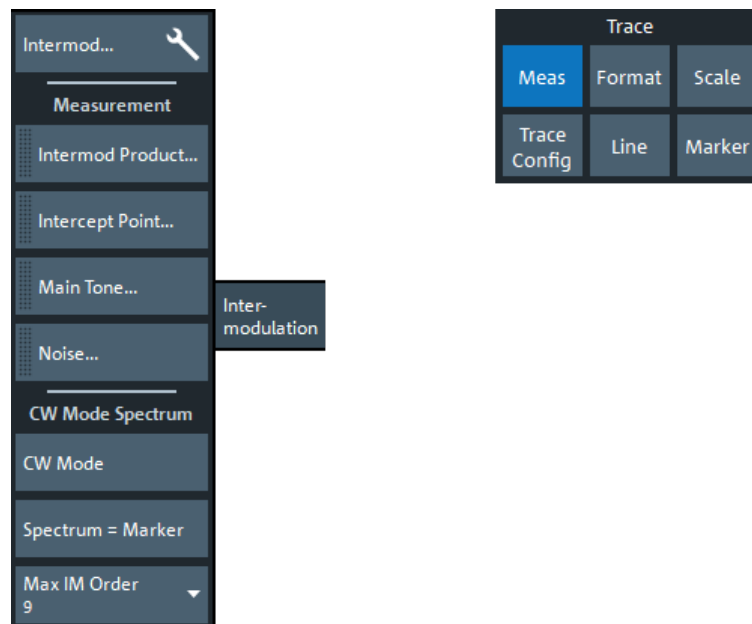 Intermod...
Measurement
Intermod Product...
Intercept Point...
Main Tone...
Noise...
CW Mode Spectrum
CW Mode
Spectrum = Marker
Max IM Order
9
Inter-
modulation
Trace
Meas Format Scale
Trace
Config
Line Marker